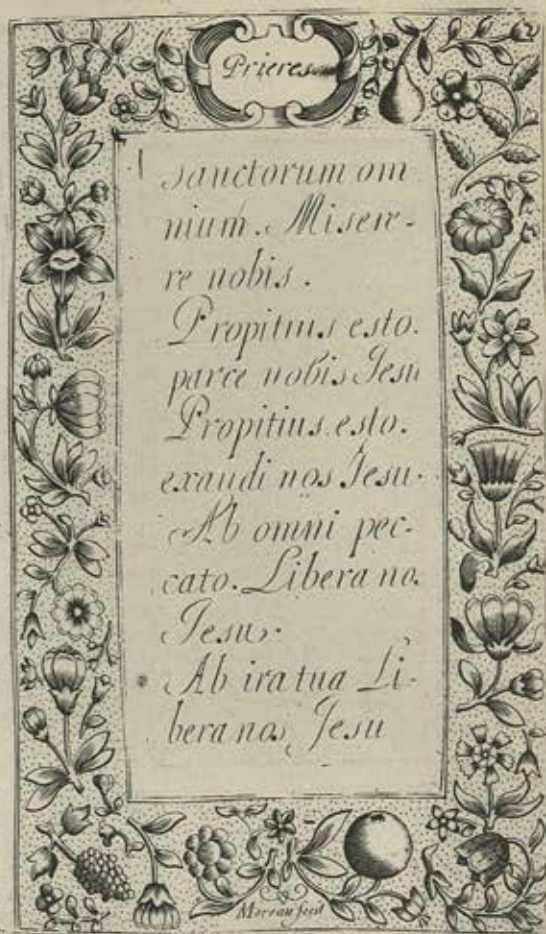 Prieres
sanctorum om
nium. Misere-
re nobis.
Propitius esto.
parce nobis Jesu
Propitius esto.
exaudi nos Jesu.
Ab omni pec-
cato. Libera nos
Jesu.
Ab ira tua Li-
bera nos Jesu
Moreau fecit